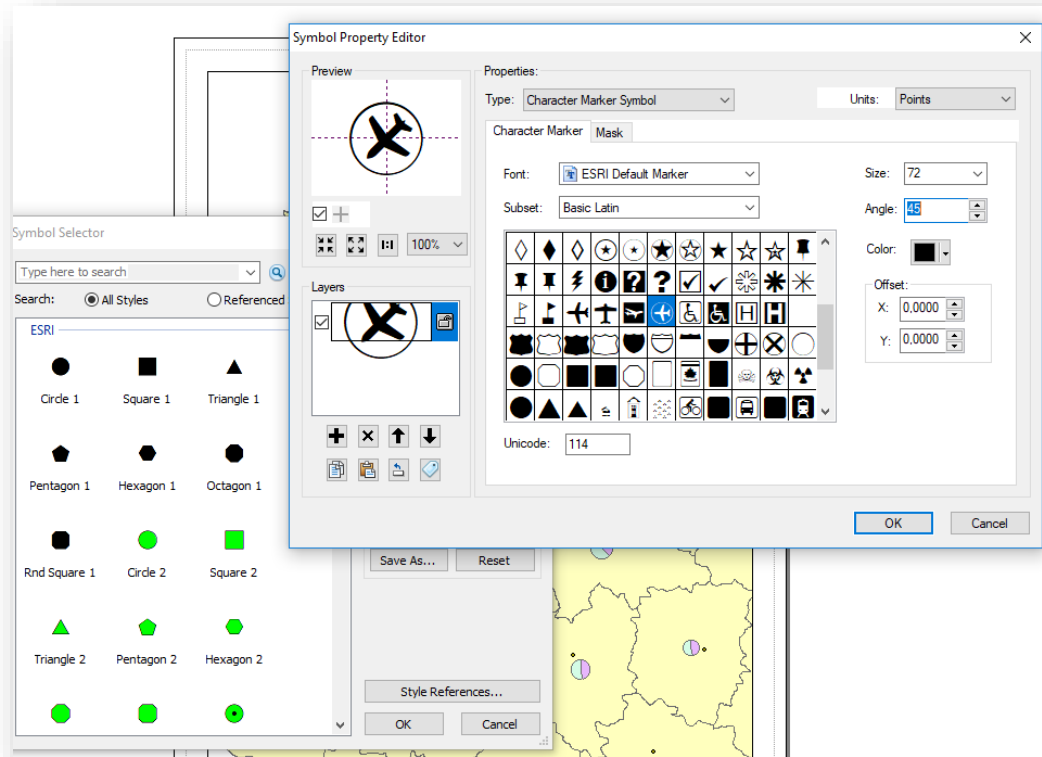 Symbol Property Editor
Preview
100%
Layers
Properties:
Type: Character Marker Symbol
Units: Points
Character Marker
Mask
Font: ESRI Default Marker
Size: 72
Subset: Basic Latin
Angle: 45
Color:
Offset:
X: 0,0000
Y: 0,0000
Unicode: 114
OK
Cancel
Symbol Selector
Type here to search
Search: All Styles Referenced
ESRI
Circle 1 Square 1 Triangle 1
Pentagon 1 Hexagon 1 Octagon 1
Rnd Square 1 Circle 2 Square 2
Triangle 2 Pentagon 2 Hexagon 2
Save As... Reset
Style References...
OK Cancel